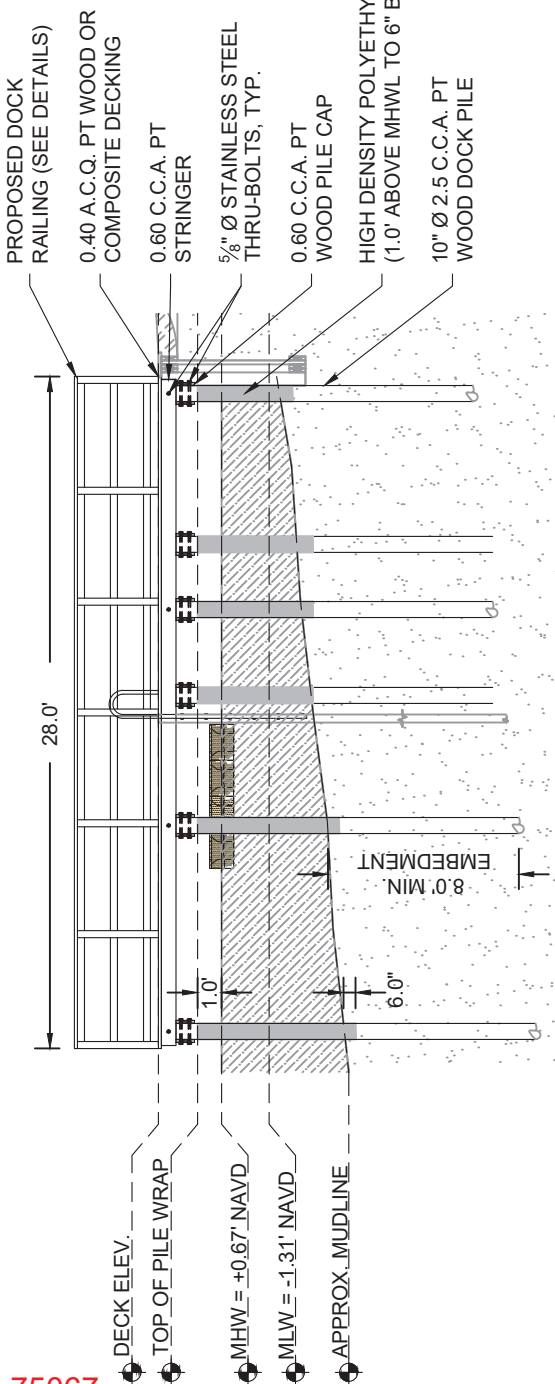 PROPOSED DOCK
RAILING (SEE DETAILS)
0.40 A.C.Q. PT WOOD OR
COMPOSITE DECKING
0.60 C.C.A. PT
STRINGER
⅝" Ø STAINLESS STEEL
THRU-BOLTS, TYP.
0.60 C.C.A. PT
WOOD PILE CAP
HIGH DENSITY POLYETHY
(1.0' ABOVE MHWL TO 6" B
10" Ø 2.5 C.C.A. PT
WOOD DOCK PILE
28.0'
1.0'
6.0"
8.0' MIN.
EMBEDMENT
DECK ELEV.
TOP OF PILE WRAP
MHW = +0.67' NAVD
MLW = -1.31' NAVD
APPROX. MUDLINE